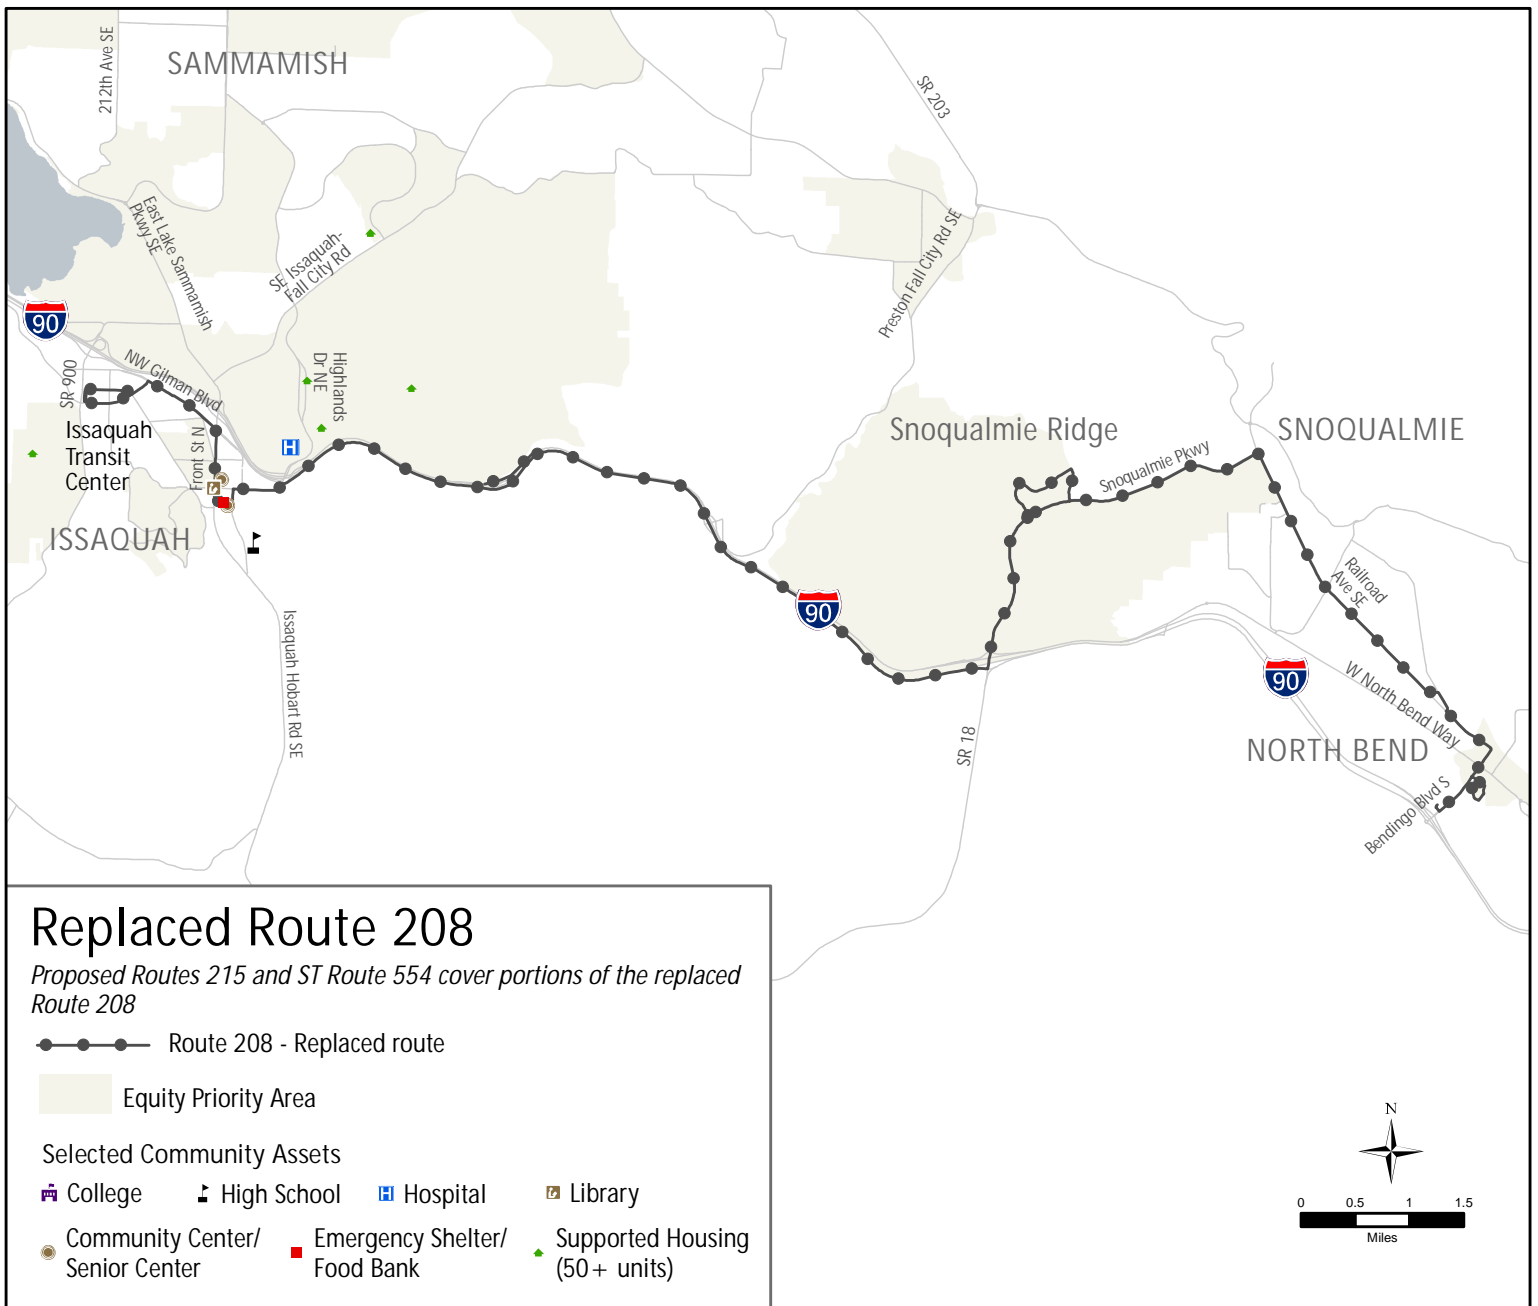 SAMMAMISH
212th Ave SE
SR 203
East Lake Sammamish
Pkwy SE
SE Issaquah-
Fall City Rd
Preston Fall City Rd SE
90
NW Gilman Blvd
Highlands
Dr NE
SR 900
Issaquah
Transit
Center
Front St N
H
Snoqualmie Ridge
SNOQUALMIE
Snoqualmie Pkwy
ISSAQUAH
Issaquah Hobart Rd SE
90
Railroad
Ave SE
90
W North Bend Way
SR 18
NORTH BEND
Bendingo Blvd S
Replaced Route 208
Proposed Routes 215 and ST Route 554 cover portions of the replaced
Route 208
Route 208 - Replaced route
Equity Priority Area
Selected Community Assets
College
High School
H Hospital
Library
Community Center/
Senior Center
Emergency Shelter/
Food Bank
Supported Housing
(50+ units)
N
0 0.5 1 1.5
Miles